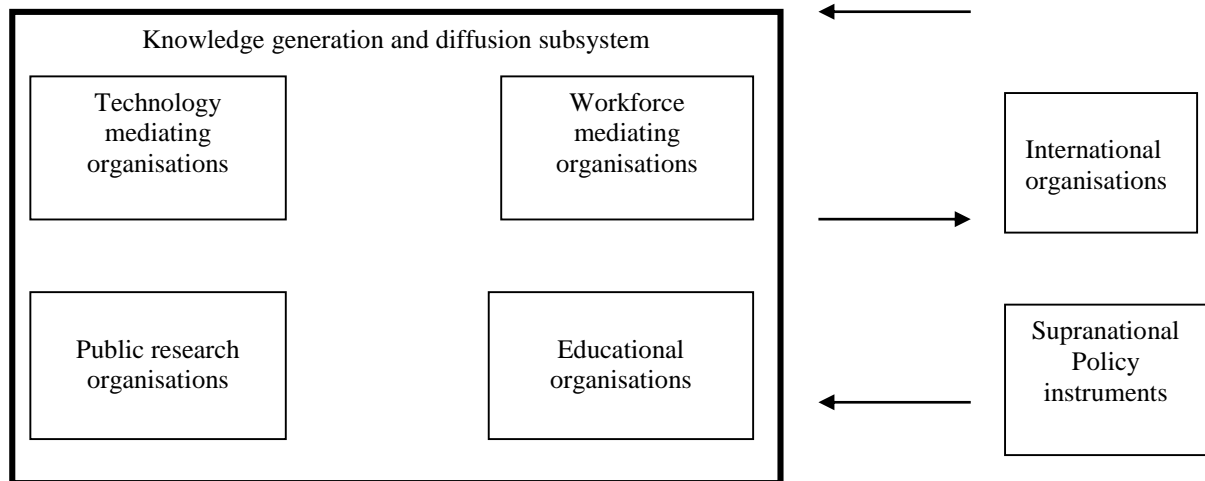 Knowledge generation and diffusion subsystem
Technology
mediating
organisations
Workforce
mediating
organisations
International
organisations
Public research
organisations
Educational
organisations
Supranational
Policy
instruments